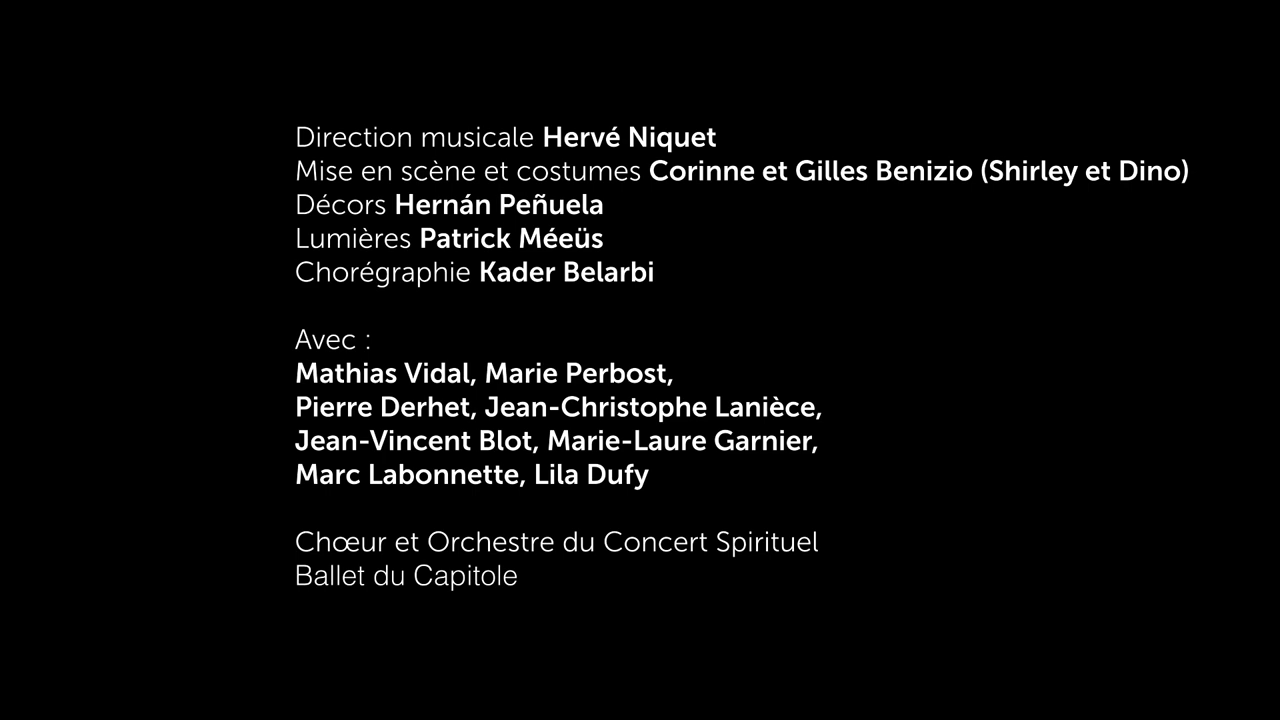 Direction musicale Hervé Niquet
Mise en scène et costumes Corinne et Gilles Benizio (Shirley et Dino)
Décors Hernán Peñuela
Lumières Patrick Méeüs
Chorégraphie Kader Belarbi
Avec :
Mathias Vidal, Marie Perbost,
Pierre Derhet, Jean-Christophe Lanièce,
Jean-Vincent Blot, Marie-Laure Garnier,
Marc Labonnette, Lila Dufy
Chœur et Orchestre du Concert Spirituel
Ballet du Capitole